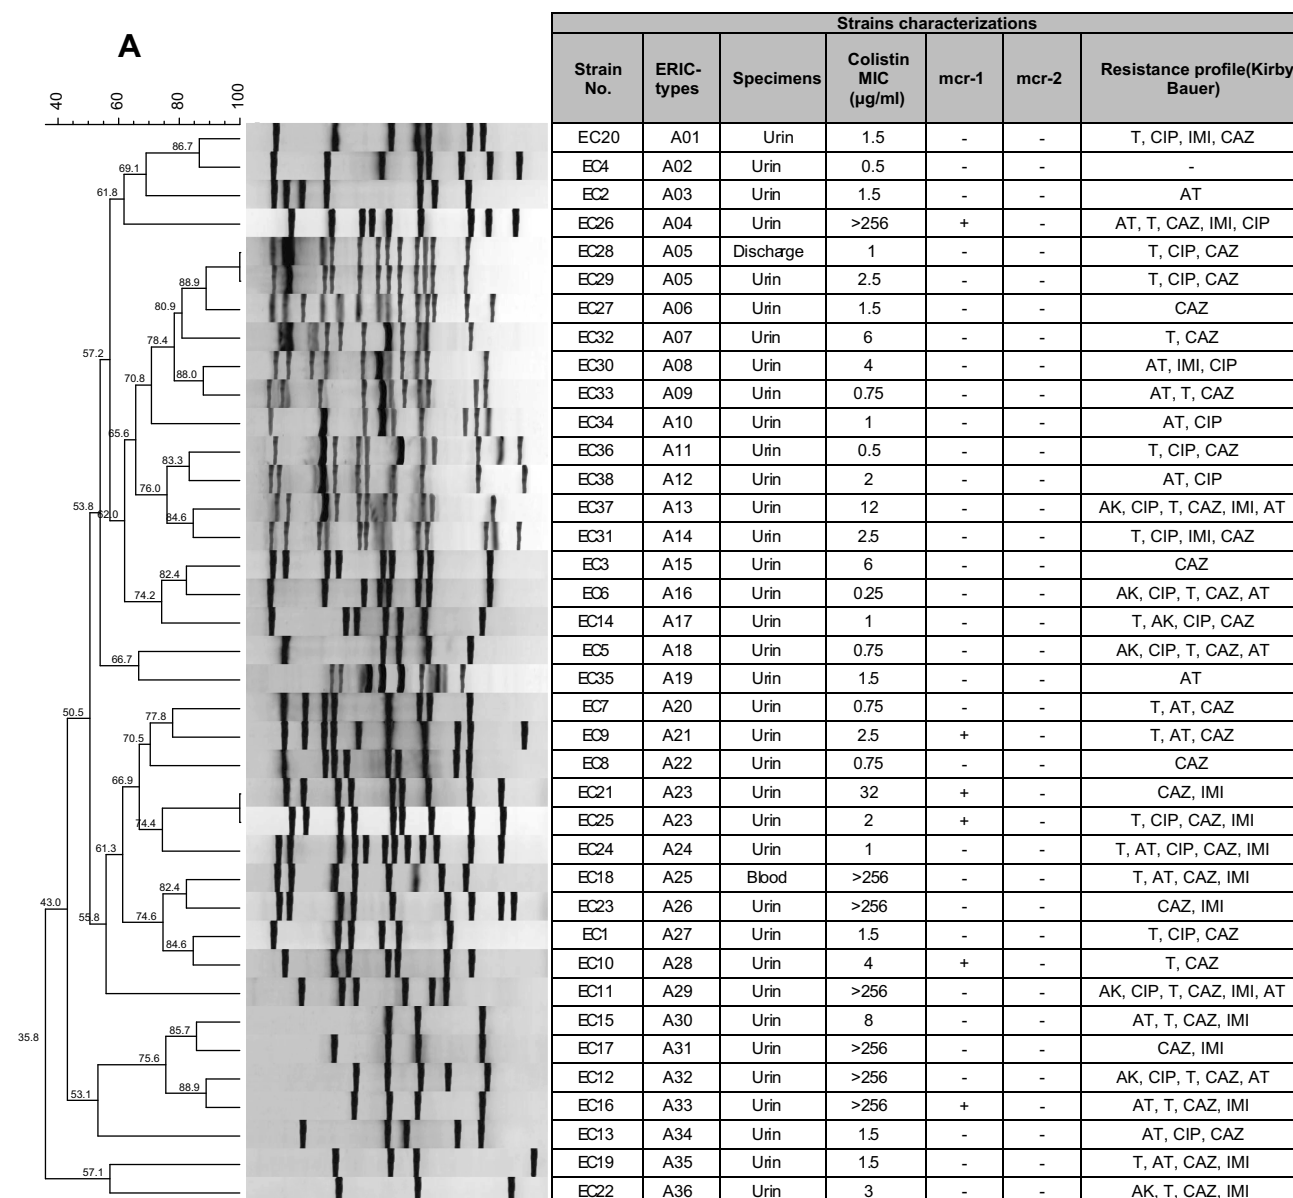 A
40 60 80 100
Strains characterizations
Strain No. ERIC-types Specimens Colistin MIC (µg/ml) mcr-1 mcr-2 Resistance profile(Kirby Bauer)
EC20 A01 Urin 1.5 - - T, CIP, IMI, CAZ
EC4 A02 Urin 0.5 - - -
EC2 A03 Urin 1.5 - - AT
EC26 A04 Urin >256 + - AT, T, CAZ, IMI, CIP
EC28 A05 Discharge 1 - - T, CIP, CAZ
EC29 A05 Urin 2.5 - - T, CIP, CAZ
EC27 A06 Urin 1.5 - - CAZ
EC32 A07 Urin 6 - - T, CAZ
EC30 A08 Urin 4 - - AT, IMI, CIP
EC33 A09 Urin 0.75 - - AT, T, CAZ
EC34 A10 Urin 1 - - AT, CIP
EC36 A11 Urin 0.5 - - T, CIP, CAZ
EC38 A12 Urin 2 - - AT, CIP
EC37 A13 Urin 12 - - AK, CIP, T, CAZ, IMI, AT
EC31 A14 Urin 2.5 - - T, CIP, IMI, CAZ
EC3 A15 Urin 6 - - CAZ
EC6 A16 Urin 0.25 - - AK, CIP, T, CAZ, AT
EC14 A17 Urin 1 - - T, AK, CIP, CAZ
EC5 A18 Urin 0.75 - - AK, CIP, T, CAZ, AT
EC35 A19 Urin 1.5 - - AT
EC7 A20 Urin 0.75 - - T, AT, CAZ
EC9 A21 Urin 2.5 + - T, AT, CAZ
EC8 A22 Urin 0.75 - - CAZ
EC21 A23 Urin 32 + - CAZ, IMI
EC25 A23 Urin 2 + - T, CIP, CAZ, IMI
EC24 A24 Urin 1 - - T, AT, CIP, CAZ, IMI
EC18 A25 Blood >256 - - T, AT, CAZ, IMI
EC23 A26 Urin >256 - - CAZ, IMI
EC1 A27 Urin 1.5 - - T, CIP, CAZ
EC10 A28 Urin 4 + - T, CAZ
EC11 A29 Urin >256 - - AK, CIP, T, CAZ, IMI, AT
EC15 A30 Urin 8 - - AT, T, CAZ, IMI
EC17 A31 Urin >256 - - CAZ, IMI
EC12 A32 Urin >256 - - AK, CIP, T, CAZ, AT
EC16 A33 Urin >256 + - AT, T, CAZ, IMI
EC13 A34 Urin 1.5 - - AT, CIP, CAZ
EC19 A35 Urin 1.5 - - T, AT, CAZ, IMI
EC22 A36 Urin 3 - - AK, T, CAZ, IMI
86.7
69.1
61.8
88.9
80.9
78.4
57.2
88.0
70.8
65.6
83.3
76.0
53.8
62.0
84.6
82.4
74.2
66.7
50.5
77.8
70.5
66.9
74.4
61.3
82.4
43.0
55.8
74.6
84.6
85.7
35.8
75.6
88.9
53.1
57.1